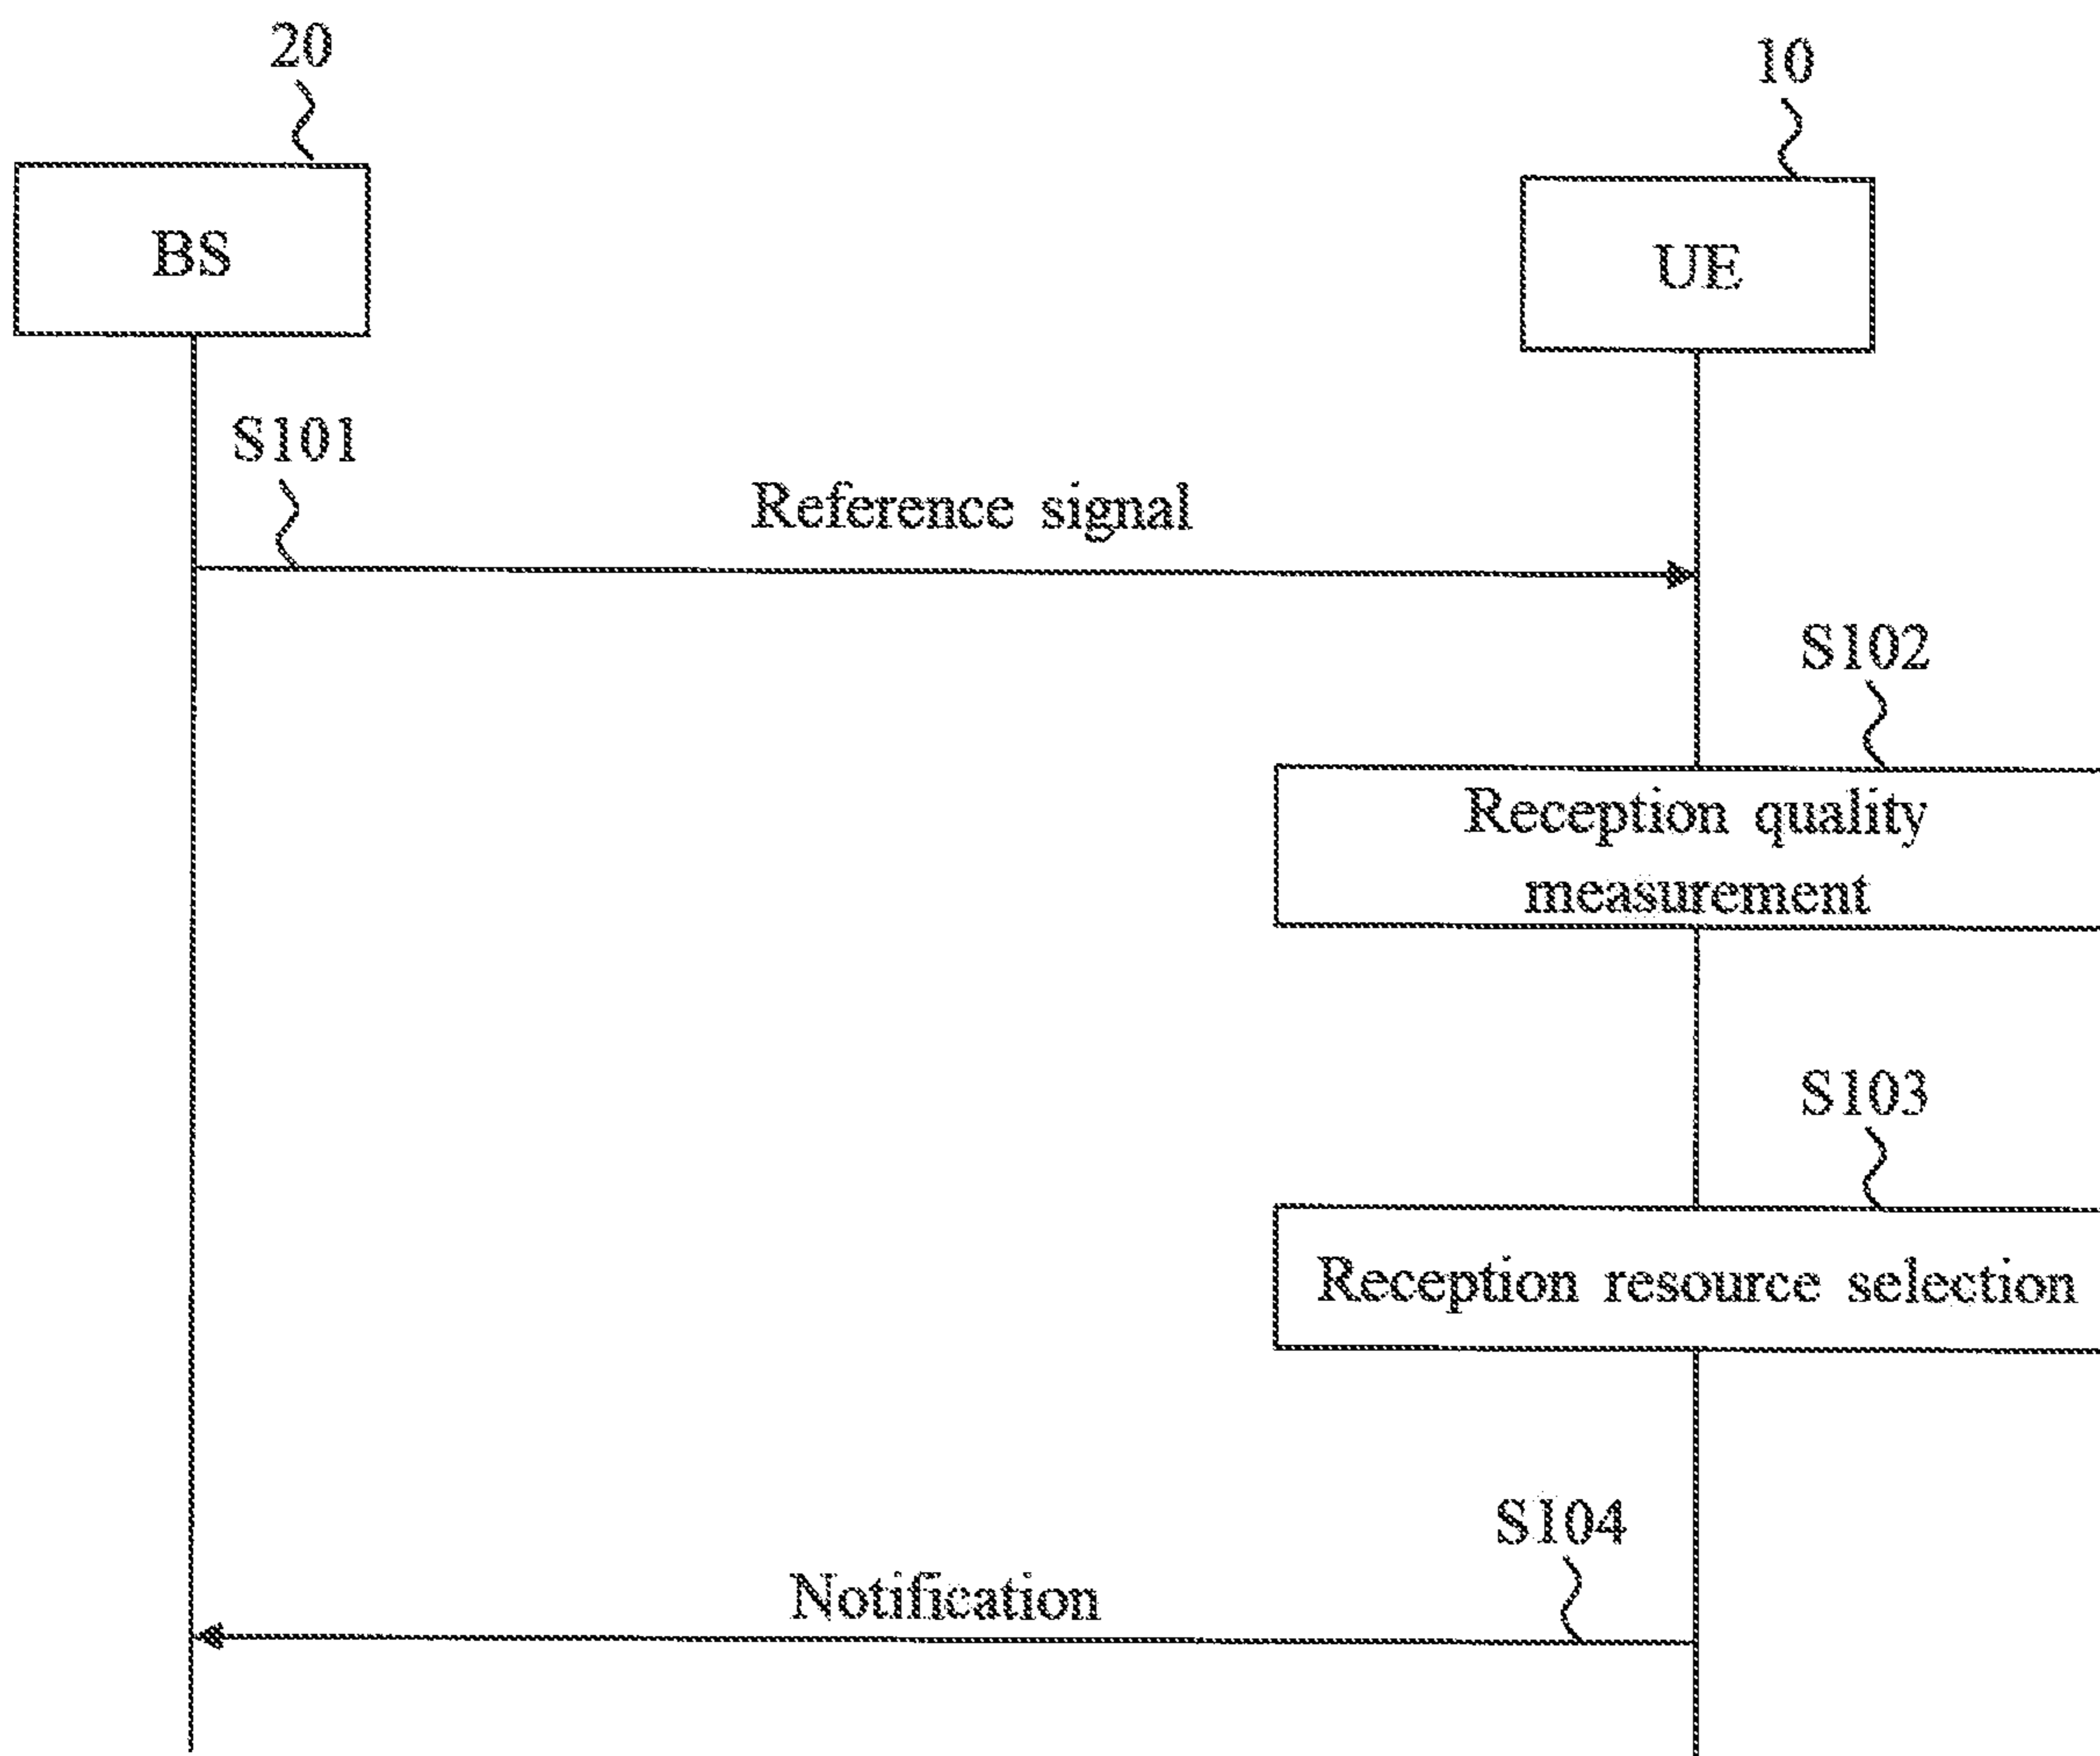 20
10
BS
UE
S101
Reference signal
S102
Reception quality
measurement
S103
Reception resource selection
S104
Notification